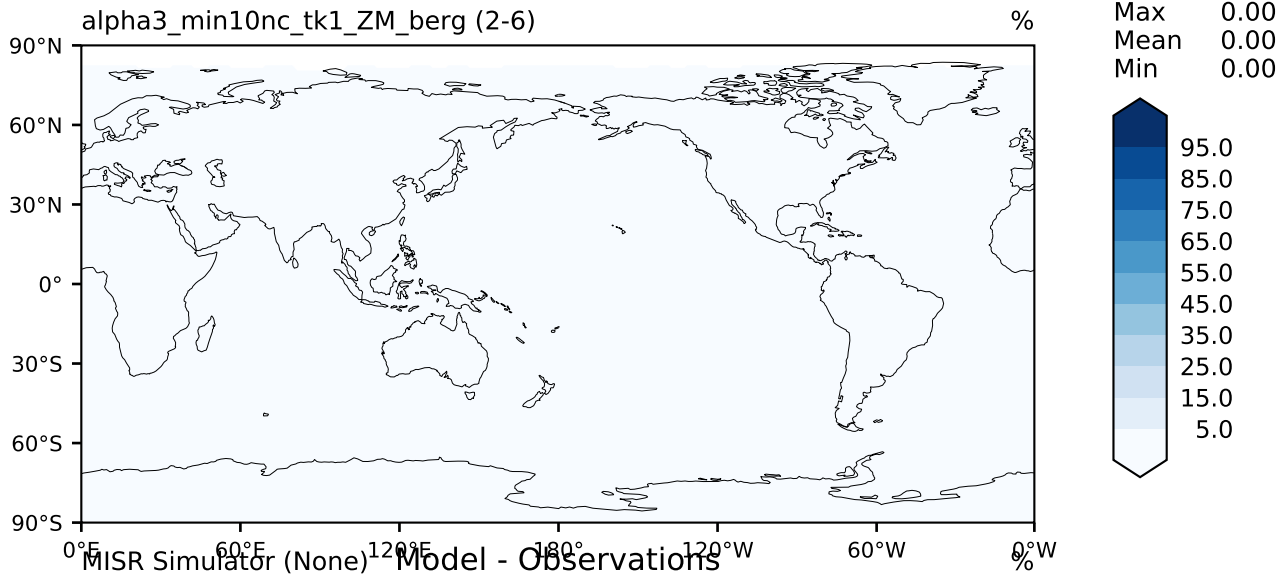 alpha3_min10nc_tk1_ZM_berg (2-6) %
Max 0.00
Mean 0.00
Min 0.00
90°N
60°N
30°N
0°
30°S
60°S
90°S
95.0
85.0
75.0
65.0
55.0
45.0
35.0
25.0
15.0
5.0
0°E 60°E 120°E 180° 120°W 60°W 0°W
MISR Simulator (None) Model - Observations %